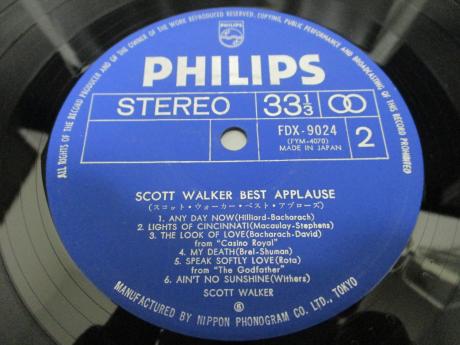 ALL RIGHTS OF THE RECORD PRODUCER AND OF THE OWNER OF THE WORK RESERVED. COPYING, PUBLIC PERFORMANCE AND BROADCASTING OF THIS RECORD PROHIBITED
PHILIPS
PHILIPS
STEREO
33 1/3
FDX-9024
(FYM-4070)
MADE IN JAPAN
2
SCOTT WALKER BEST APPLAUSE
(スコット・ウォーカー・ベスト・アプローズ)
1. ANY DAY NOW(Hilliard-Bacharach)
2. LIGHTS OF CINCINNATI(Macaulay-Stephens)
3. THE LOOK OF LOVE(Bacharach-David)
from "Casino Royal"
4. MY DEATH(Brel-Shuman)
5. SPEAK SOFTLY LOVE(Rota)
from "The Godfather"
6. AIN'T NO SUNSHINE(Withers)
SCOTT WALKER
MANUFACTURED BY NIPPON PHONOGRAM CO. LTD., TOKYO